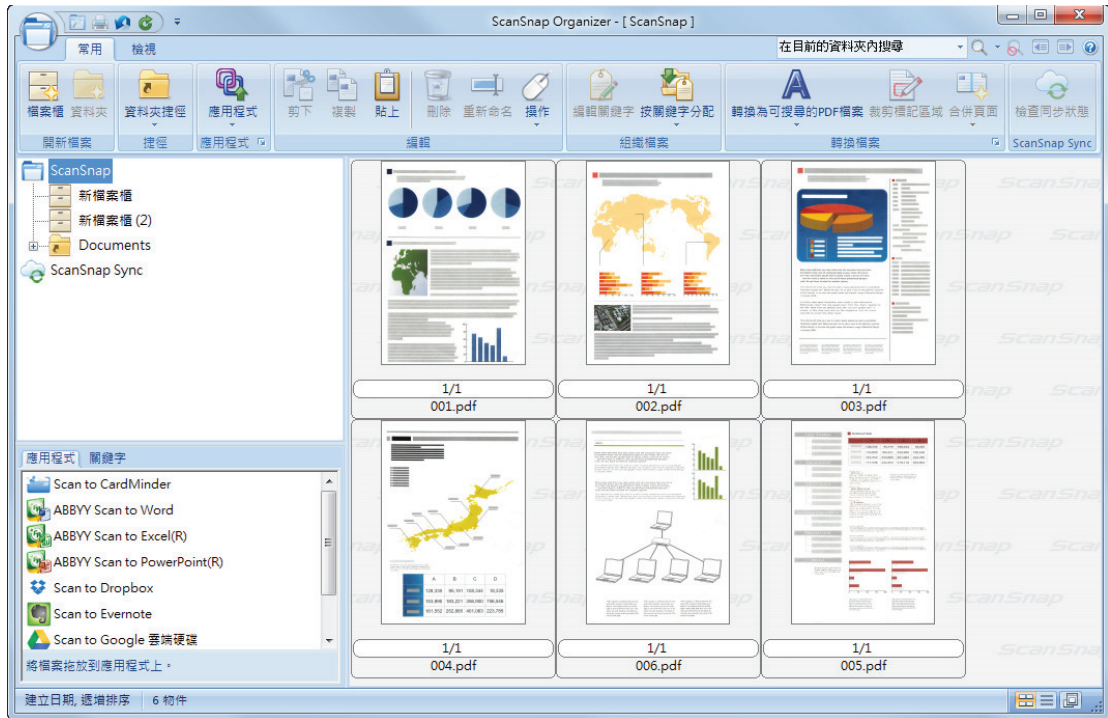 ScanSnap Organizer - [ ScanSnap ]
常用 檢視
在目前的資料夾內搜尋
檔案櫃 資料夾 資料夾捷徑 應用程式 剪下 複製 貼上 刪除 重新命名 操作 編輯關鍵字 按關鍵字分配 轉換為可搜尋的PDF檔案 裁剪標記區域 合併頁面 檢查同步狀態
開新檔案 捷徑 應用程式 編輯 組織檔案 轉換檔案 ScanSnap Sync
ScanSnap
新檔案櫃
新檔案櫃 (2)
Documents
ScanSnap Sync
1/1 1/1 1/1
001.pdf 002.pdf 003.pdf
應用程式 關鍵字
Scan to CardMinder
ABBYY Scan to Word
ABBYY Scan to Excel(R)
ABBYY Scan to PowerPoint(R)
Scan to Dropbox
Scan to Evernote
Scan to Google 雲端硬碟
將檔案拖放到應用程式上。
A B C D
1/1 1/1 1/1
004.pdf 006.pdf 005.pdf
建立日期, 遞增排序 6 物件